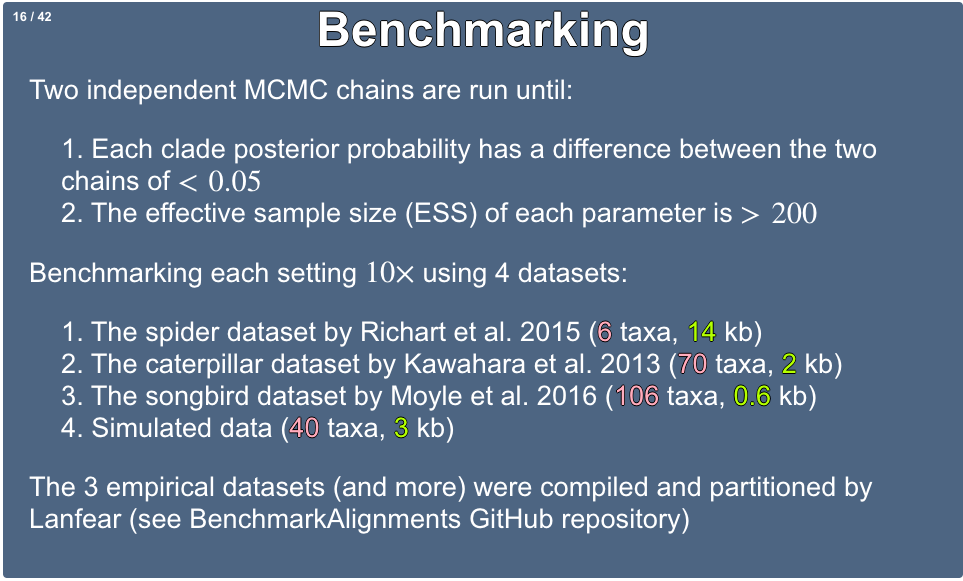 16 / 42
Benchmarking
Two independent MCMC chains are run until:
1. Each clade posterior probability has a difference between the two
chains of < 0.05
2. The effective sample size (ESS) of each parameter is > 200
Benchmarking each setting 10× using 4 datasets:
1. The spider dataset by Richart et al. 2015 (6 taxa, 14 kb)
2. The caterpillar dataset by Kawahara et al. 2013 (70 taxa, 2 kb)
3. The songbird dataset by Moyle et al. 2016 (106 taxa, 0.6 kb)
4. Simulated data (40 taxa, 3 kb)
The 3 empirical datasets (and more) were compiled and partitioned by
Lanfear (see BenchmarkAlignments GitHub repository)